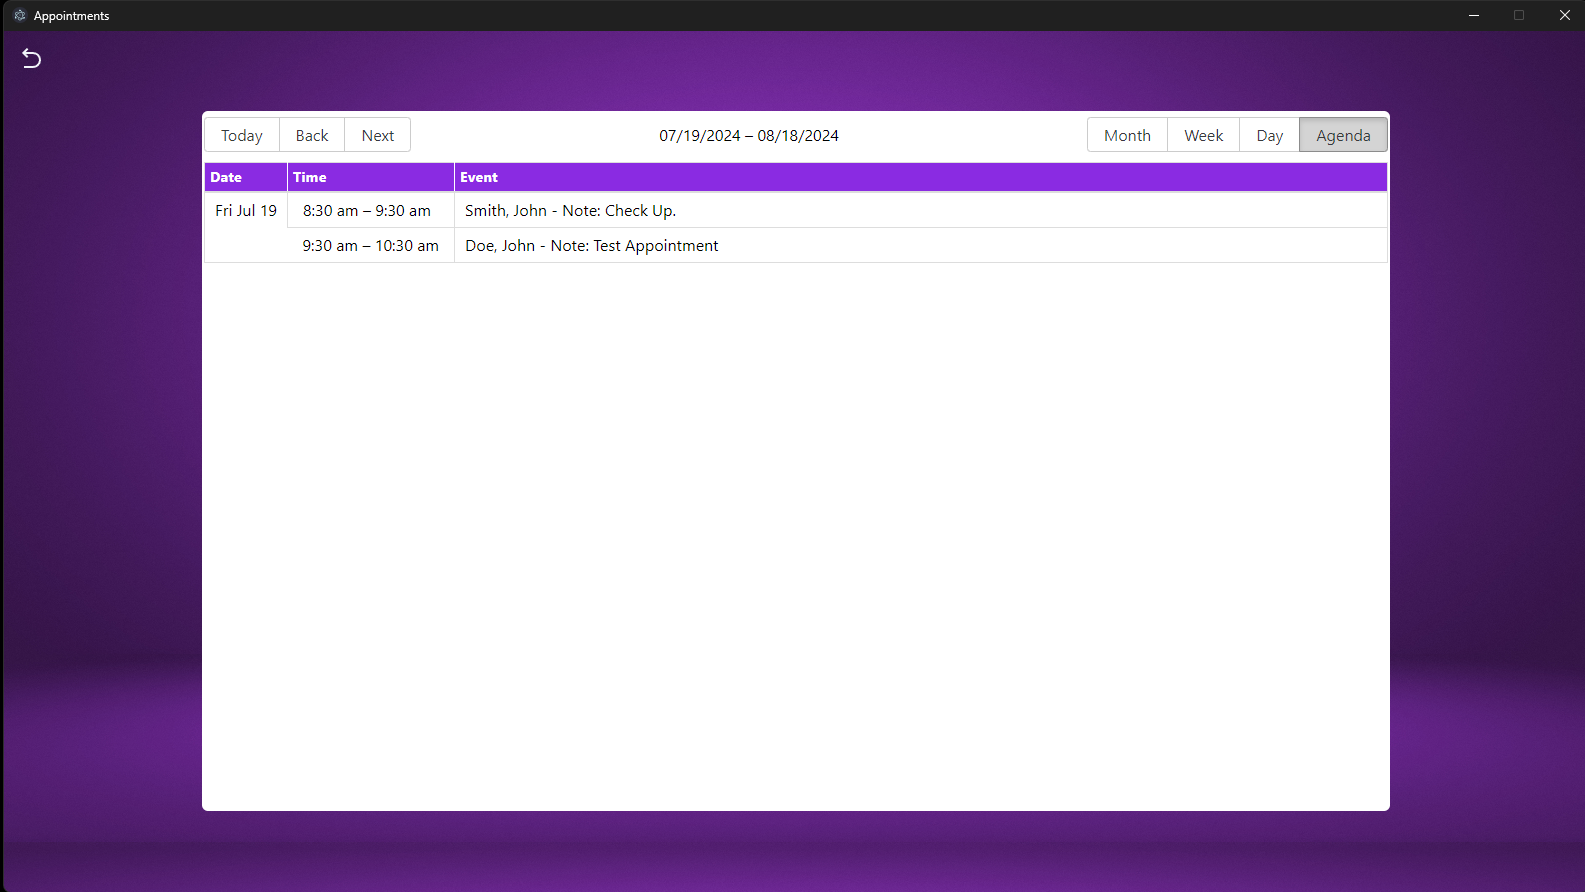 Appointments
Today Back Next 07/19/2024 – 08/18/2024 Month Week Day Agenda
Date Time Event
Fri Jul 19 8:30 am – 9:30 am Smith, John - Note: Check Up.
9:30 am – 10:30 am Doe, John - Note: Test Appointment